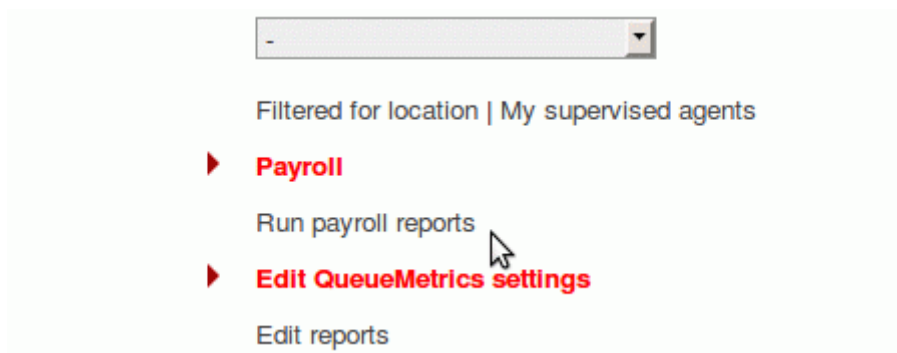 -
Filtered for location | My supervised agents
Payroll
Run payroll reports
Edit QueueMetrics settings
Edit reports